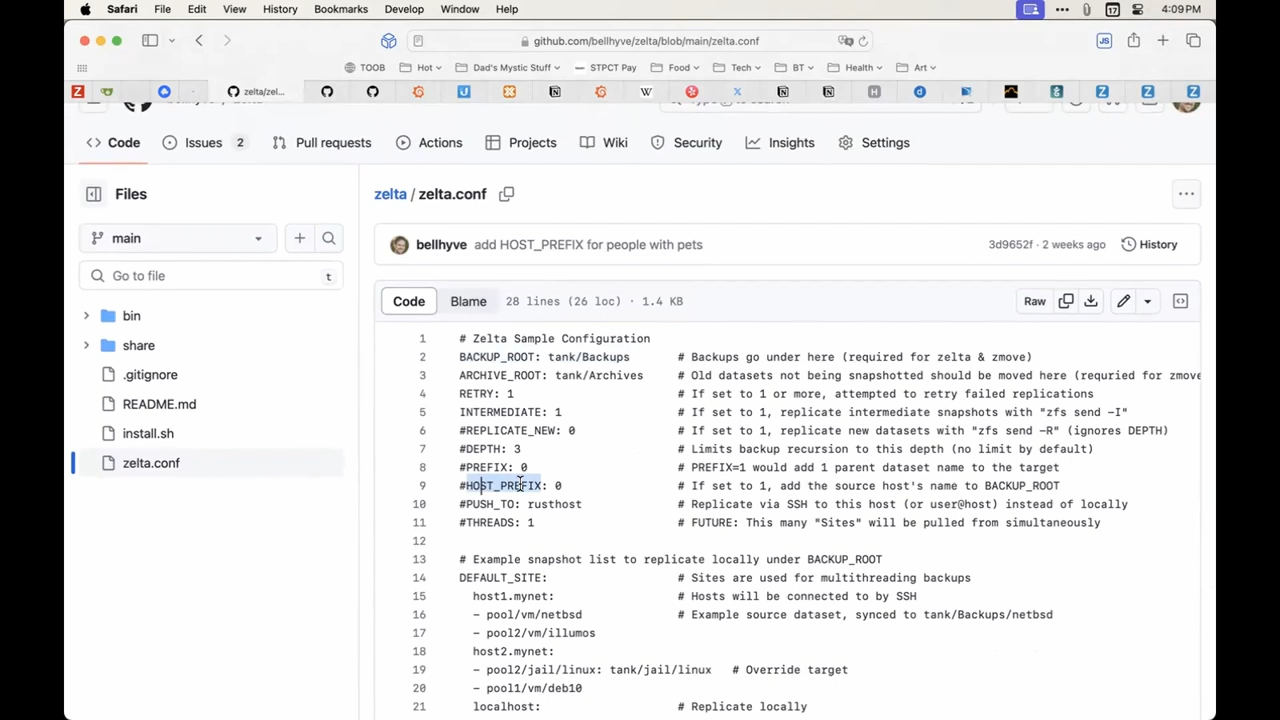 Safari File Edit View History Bookmarks Develop Window Help 17 4:09 PM
github.com/bellhyve/zelta/blob/main/zelta.conf JS
TOOB Hot Dad's Mystic Stuff STPCT Pay Food Tech BT Health Art
zelta/zel...
Code Issues 2 Pull requests Actions Projects Wiki Security Insights Settings
Files
zelta / zelta.conf
main
bellhyve add HOST_PREFIX for people with pets 3d9652f · 2 weeks ago History
Go to file t
Code Blame 28 lines (26 loc) · 1.4 KB Raw
bin
share
.gitignore
README.md
install.sh
zelta.conf
1 # Zelta Sample Configuration
2 BACKUP_ROOT: tank/Backups # Backups go under here (required for zelta & zmove)
3 ARCHIVE_ROOT: tank/Archives # Old datasets not being snapshotted should be moved here (requried for zmove
4 RETRY: 1 # If set to 1 or more, attempted to retry failed replications
5 INTERMEDIATE: 1 # If set to 1, replicate intermediate snapshots with "zfs send -I"
6 #REPLICATE_NEW: 0 # If set to 1, replicate new datasets with "zfs send -R" (ignores DEPTH)
7 #DEPTH: 3 # Limits backup recursion to this depth (no limit by default)
8 #PREFIX: 0 # PREFIX=1 would add 1 parent dataset name to the target
9 #HOST_PREFIX: 0 # If set to 1, add the source host's name to BACKUP_ROOT
10 #PUSH_TO: rusthost # Replicate via SSH to this host (or user@host) instead of locally
11 #THREADS: 1 # FUTURE: This many "Sites" will be pulled from simultaneously
12
13 # Example snapshot list to replicate locally under BACKUP_ROOT
14 DEFAULT_SITE: # Sites are used for multithreading backups
15 host1.mynet: # Hosts will be connected to by SSH
16 - pool/vm/netbsd # Example source dataset, synced to tank/Backups/netbsd
17 - pool2/vm/illumos
18 host2.mynet:
19 - pool2/jail/linux: tank/jail/linux # Override target
20 - pool1/vm/deb10
21 localhost: # Replicate locally